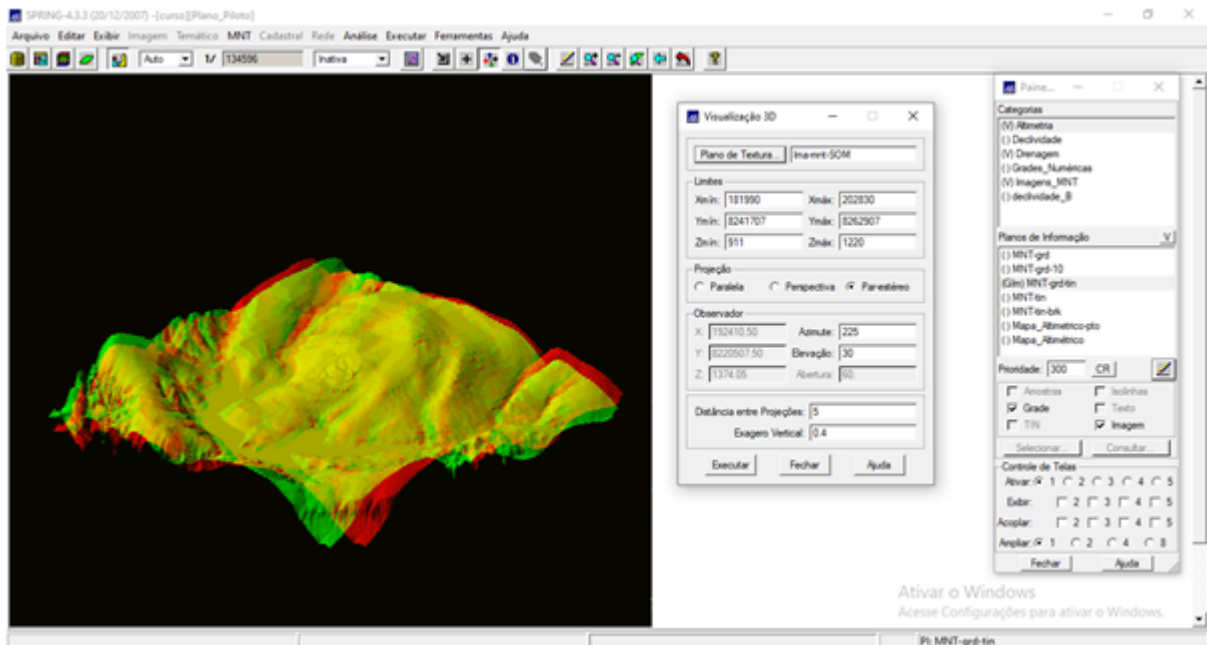 SPRING-4.3.3 (20/12/2007) -[curso][Plano_Piloto]
Arquivo Editar Exibir Imagem Temático MNT Cadastral Rede Análise Executar Ferramentas Ajuda
Auto 1/ 134596 Inativa
Visualização 3D
Plano de Textura... Ima-mnt-SOM
Limites
Xmín: 181990 Xmáx: 202830
Ymín: 8241707 Ymáx: 8262907
Zmín: 911 Zmáx: 1220
Projeção
Paralela Perspectiva Par-estéreo
Observador
X: 192410.50 Azimute: 225
Y: 8220507.50 Elevação: 30
Z: 1374.05 Abertura: 60.
Distância entre Projeções: 5
Exagero Vertical: 0.4
Executar Fechar Ajuda
Paine...
Categorias
(V) Altimetria
( ) Declividade
(V) Drenagem
( ) Grades_Numéricas
(V) Imagens_MNT
( ) declividade_B
Planos de Informação V
( ) MNT-grd
( ) MNT-grd-10
(GIm) MNT-grd-tin
( ) MNT-tin
( ) MNT-tin-brk
( ) Mapa_Altimetrico-pto
( ) Mapa_Altimétrico
Prioridade: 300 CR
Amostras Isolinhas
Grade Texto
TIN Imagem
Selecionar... Consultar...
Controle de Telas
Ativar: 1 2 3 4 5
Exibir: 2 3 4 5
Acoplar: 2 3 4 5
Ampliar: 1 2 4 8
Fechar Ajuda
Ativar o Windows
Acesse Configurações para ativar o Windows.
PI: MNT-grd-tin